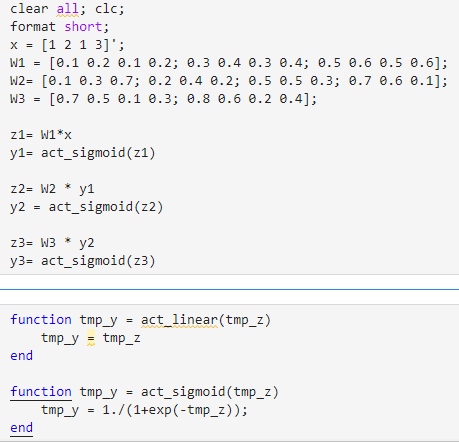 clear all; clc;
format short;
x = [1 2 1 3]';
W1 = [0.1 0.2 0.1 0.2; 0.3 0.4 0.3 0.4; 0.5 0.6 0.5 0.6];
W2= [0.1 0.3 0.7; 0.2 0.4 0.2; 0.5 0.5 0.3; 0.7 0.6 0.1];
W3 = [0.7 0.5 0.1 0.3; 0.8 0.6 0.2 0.4];
z1= W1*x
y1= act_sigmoid(z1)
z2= W2 * y1
y2 = act_sigmoid(z2)
z3= W3 * y2
y3= act_sigmoid(z3)
function tmp_y = act_linear(tmp_z)
    tmp_y = tmp_z
end
function tmp_y = act_sigmoid(tmp_z)
    tmp_y = 1./(1+exp(-tmp_z));
end